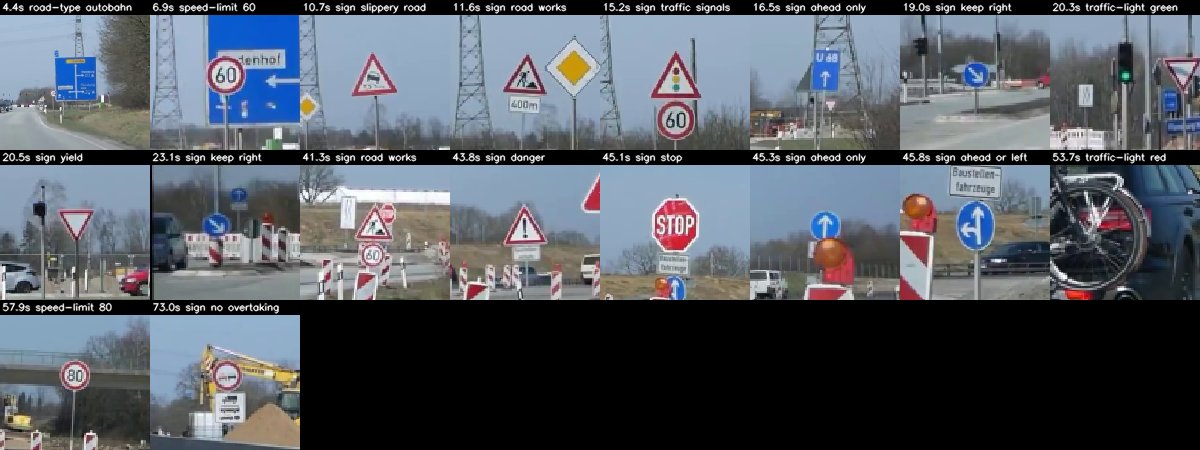 4.4s road-type autobahn
6.9s speed-limit 60
10.7s sign slippery road
11.6s sign road works
15.2s sign traffic signals
16.5s sign ahead only
19.0s sign keep right
20.3s traffic-light green
60
enhof
400m
60
U 68
20.5s sign yield
23.1s sign keep right
41.3s sign road works
43.8s sign danger
45.1s sign stop
45.3s sign ahead only
45.8s sign ahead or left
53.7s traffic-light red
60
STOP
Baustellen-
fahrzeuge
Baustellen-
fahrzeuge
57.9s speed-limit 80
73.0s sign no overtaking
80